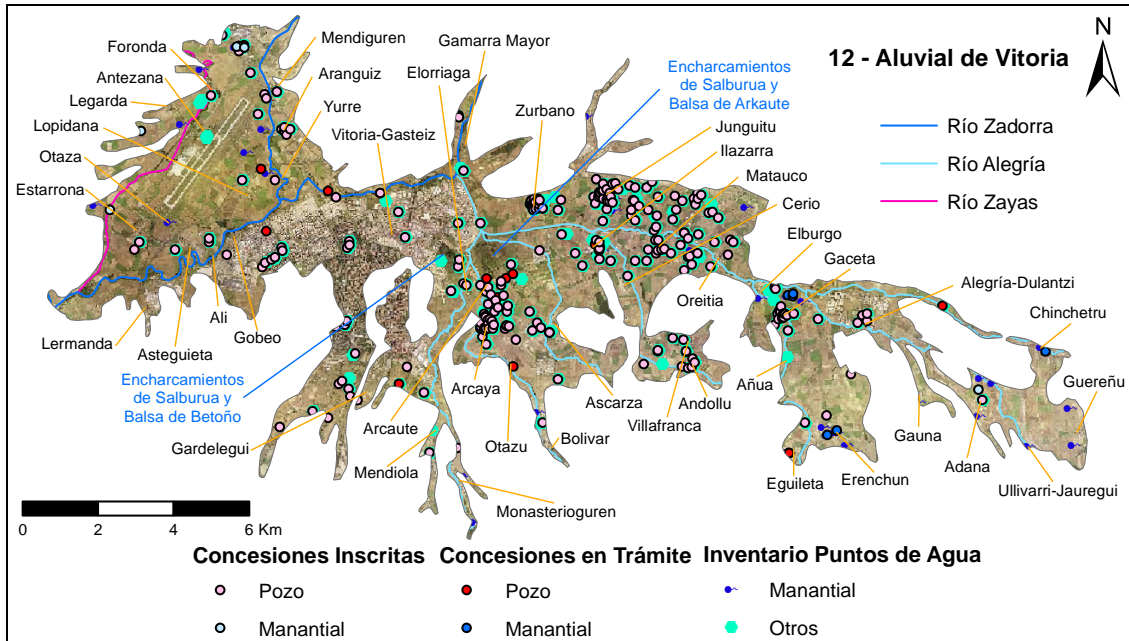 12 - Aluvial de Vitoria
N
Río Zadorra
Río Alegría
Río Zayas
Foronda
Antezana
Legarda
Lopidana
Otaza
Estarrona
Mendiguren
Aranguiz
Yurre
Vitoria-Gasteiz
Elorriaga
Gamarra Mayor
Encharcamientos
de Salburua y
Balsa de Arkaute
Zurbano
Junguitu
Ilazarra
Matauco
Cerio
Elburgo
Gaceta
Alegría-Dulantzi
Chinchetru
Oreitia
Lermanda
Asteguieta
Ali
Gobeo
Encharcamientos
de Salburua y
Balsa de Betoño
Gardelegui
Arcaute
Mendiola
Arcaya
Otazu
Monasterioguren
Bolivar
Ascarza
Villafranca
Andollu
Añua
Eguileta
Erenchun
Gauna
Adana
Guereñu
Ullivarri-Jauregui
0 2 4 6 Km
Concesiones Inscritas
Pozo
Manantial
Concesiones en Trámite
Pozo
Manantial
Inventario Puntos de Agua
Manantial
Otros